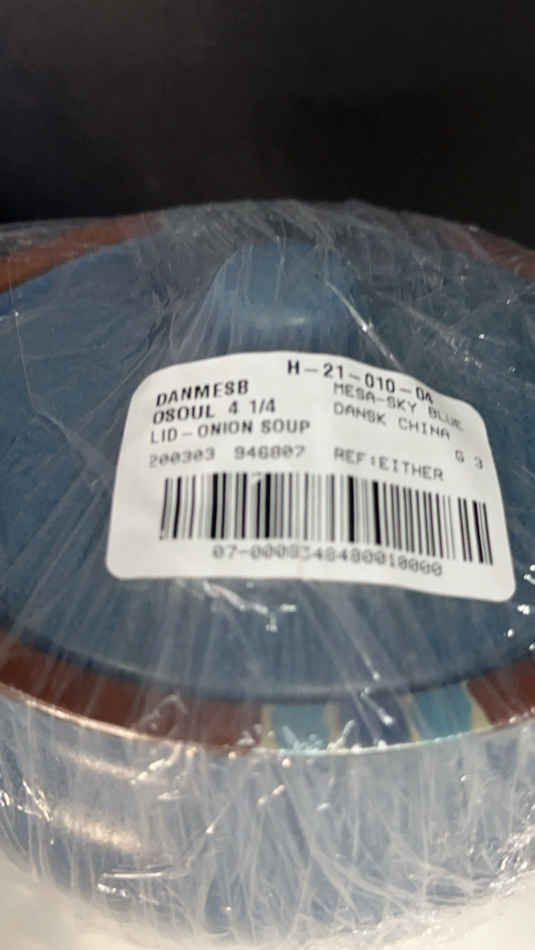 H-21-010-04
DANMESB
MESA-SKY BLUE
OSOUL 4 1/4
DANSK CHINA
LID-ONION SOUP
G 3
200303 946807
REF:EITHER
07-0008348480010000